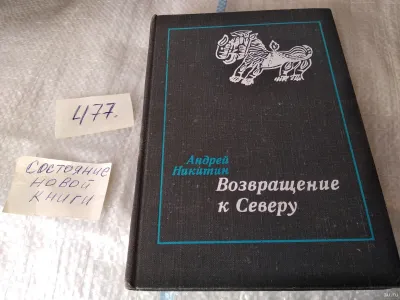 477.
СОСТОЯНИЕ
НОВОЙ
КНИГИ
Андрей
Никитин
Возвращение
к Северу